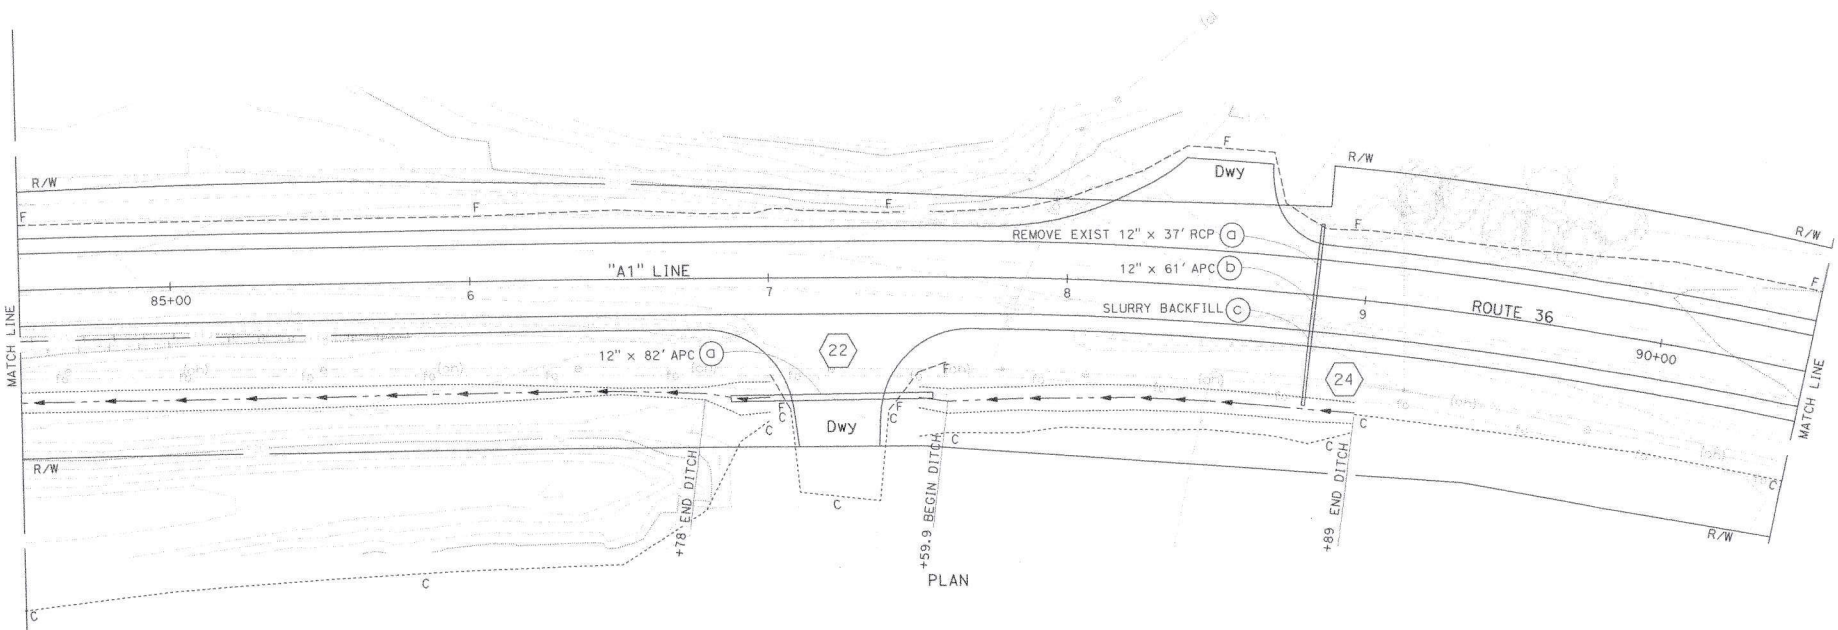 R/W
F
F
F
F
Dwy
R/W
F
R/W
F
REMOVE EXIST 12" x 37' RCP a
12" x 61' APC b
SLURRY BACKFILL c
"A1" LINE
85+00
6
7
8
9
ROUTE 36
90+00
MATCH LINE
MATCH LINE
12" x 82' APC a
22
24
F
F
F
C
C
C
C
Dwy
C
C
C
R/W
C
C
C
R/W
+78 END DITCH
+59.9 BEGIN DITCH
+89 END DITCH
PLAN